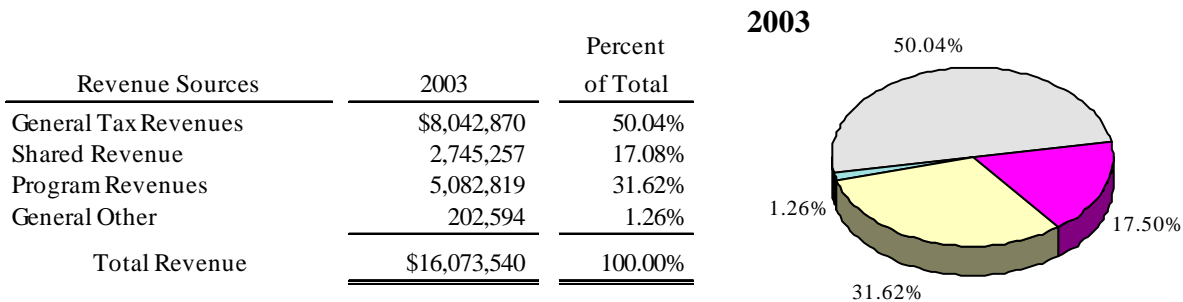 2003
Percent
Revenue Sources 2003 of Total
General Tax Revenues $8,042,870 50.04%
Shared Revenue 2,745,257 17.08%
Program Revenues 5,082,819 31.62%
General Other 202,594 1.26%
Total Revenue $16,073,540 100.00%
50.04%
1.26%
17.50%
31.62%